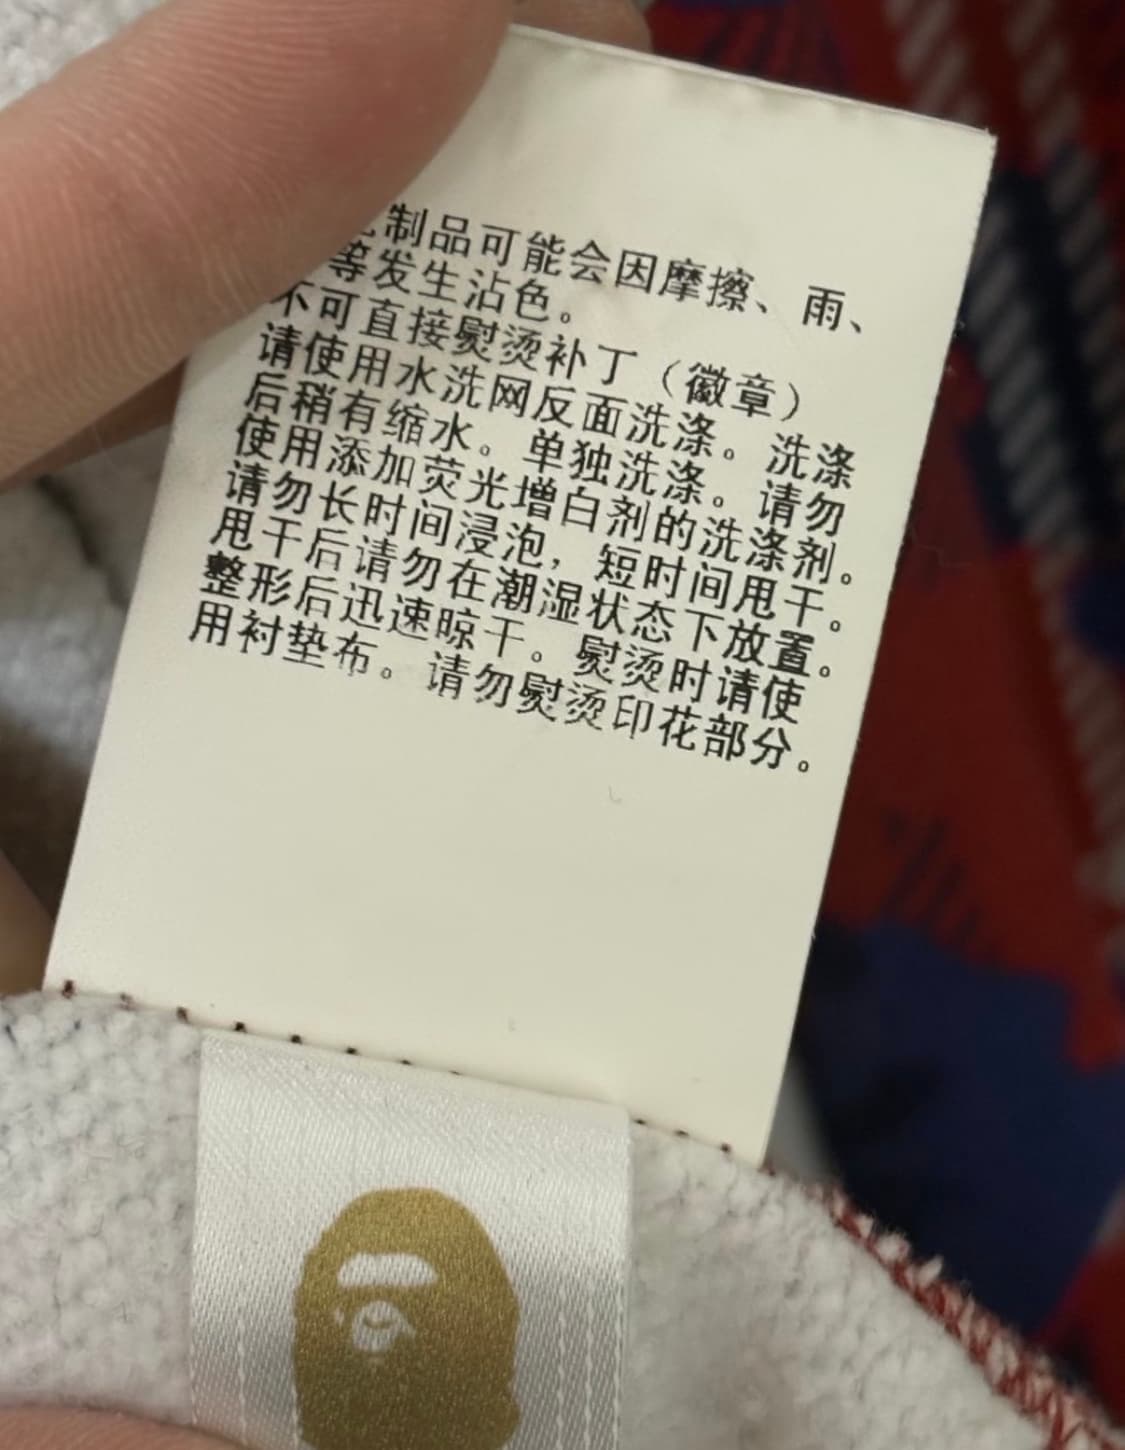 制品可能会因摩擦、雨、
等发生沾色。
不可直接熨烫补丁（徽章）
请使用水洗网反面洗涤。洗涤
后稍有缩水。单独洗涤。请勿
使用添加荧光增白剂的洗涤剂。
请勿长时间浸泡，短时间甩干。
甩干后请勿在潮湿状态下放置。
整形后迅速晾干。熨烫时请使
用衬垫布。请勿熨烫印花部分。